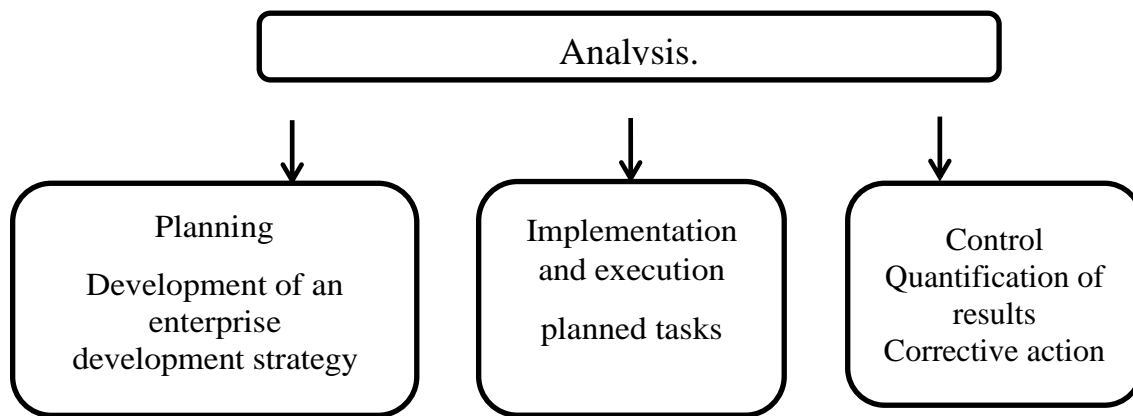 Analysis.
Planning
Development of an
enterprise
development strategy
Implementation
and execution
planned tasks
Control
Quantification of
results
Corrective action